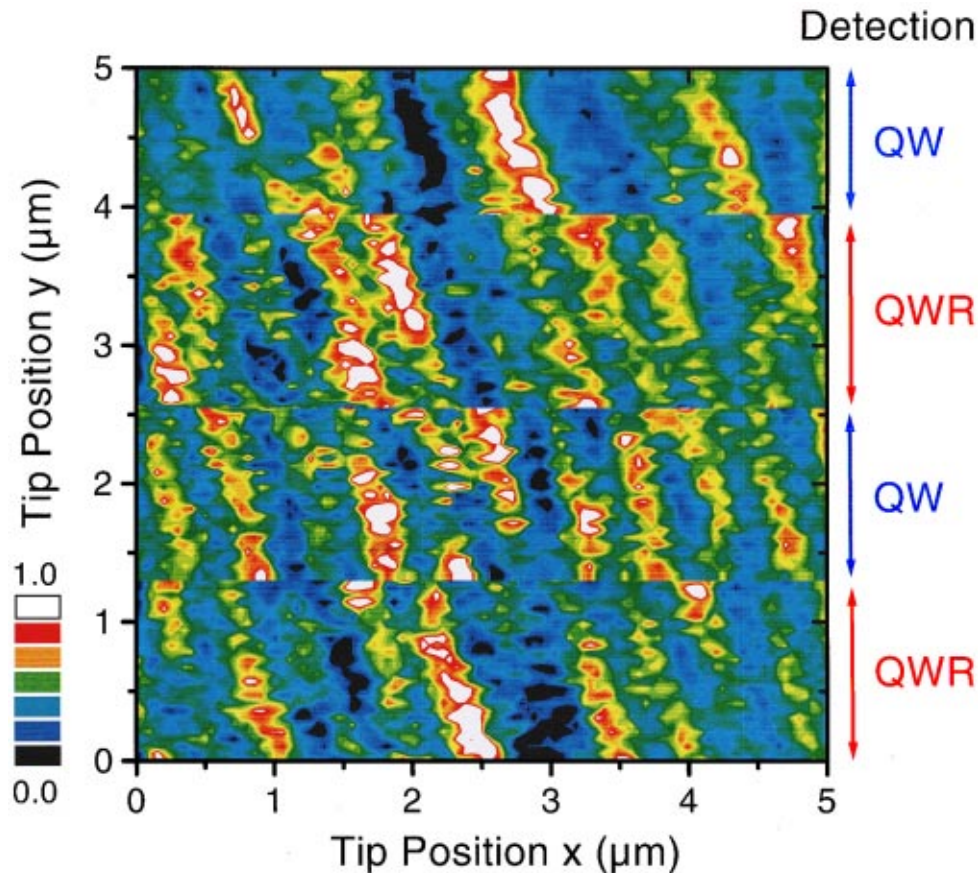 Detection
5
4
3
2
1
0
Tip Position y (μm)
QW
QWR
QW
QWR
1.0
0.0
0 1 2 3 4 5
Tip Position x (μm)